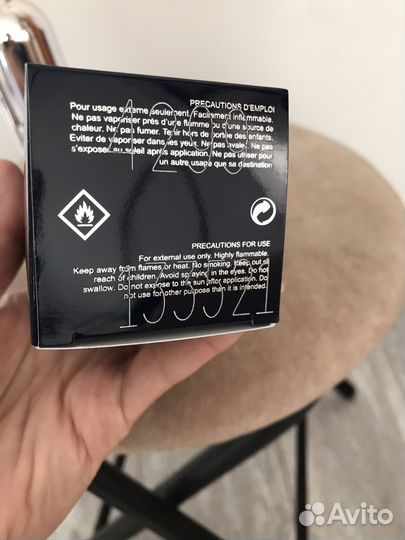 PRECAUTIONS D'EMPLOI
Pour usage externe seulement. Facilement inflammable.
Ne pas vaporiser près d'une flamme ou d'une source de
chaleur. Ne pas fumer. Tenir hors de portée des enfants.
Eviter de vaporiser dans les yeux. Ne pas avaler. Ne pas
s'exposer au soleil après application. Ne pas utiliser pour
un autre usage que sa destination
PRECAUTIONS FOR USE
For external use only. Highly flammable.
Keep away from flames or heat. No smoking. Keep out of
reach of children. Avoid spraying in the eyes. Do not
swallow. Do not expose to the sun after application. Do
not use for other purpose than it is intended.
Avito